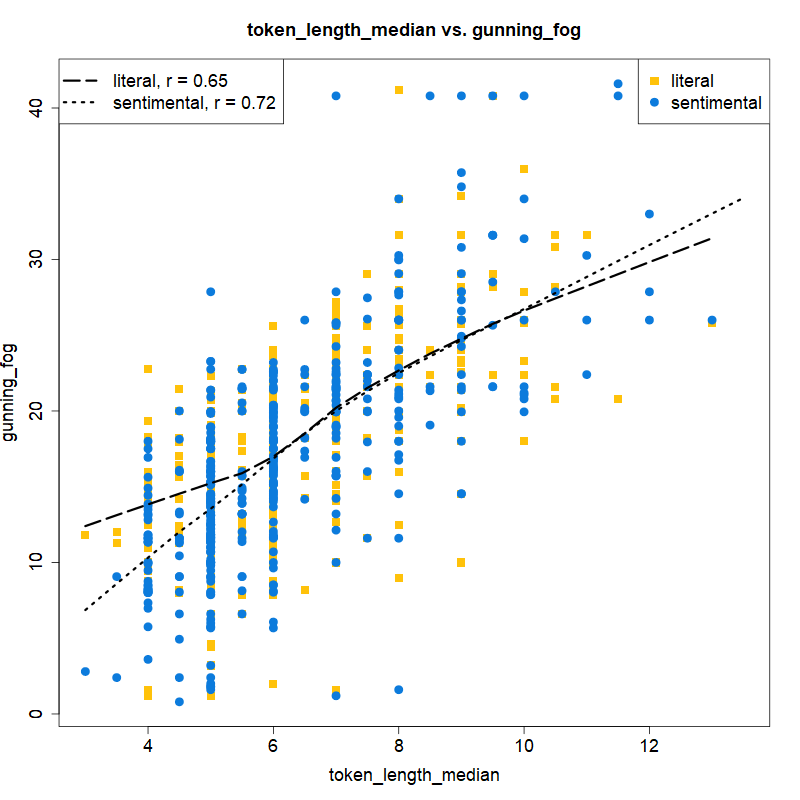 token_length_median vs. gunning_fog
literal, r = 0.65
sentimental, r = 0.72
literal
sentimental
40
30
20
10
0
gunning_fog
4 6 8 10 12
token_length_median